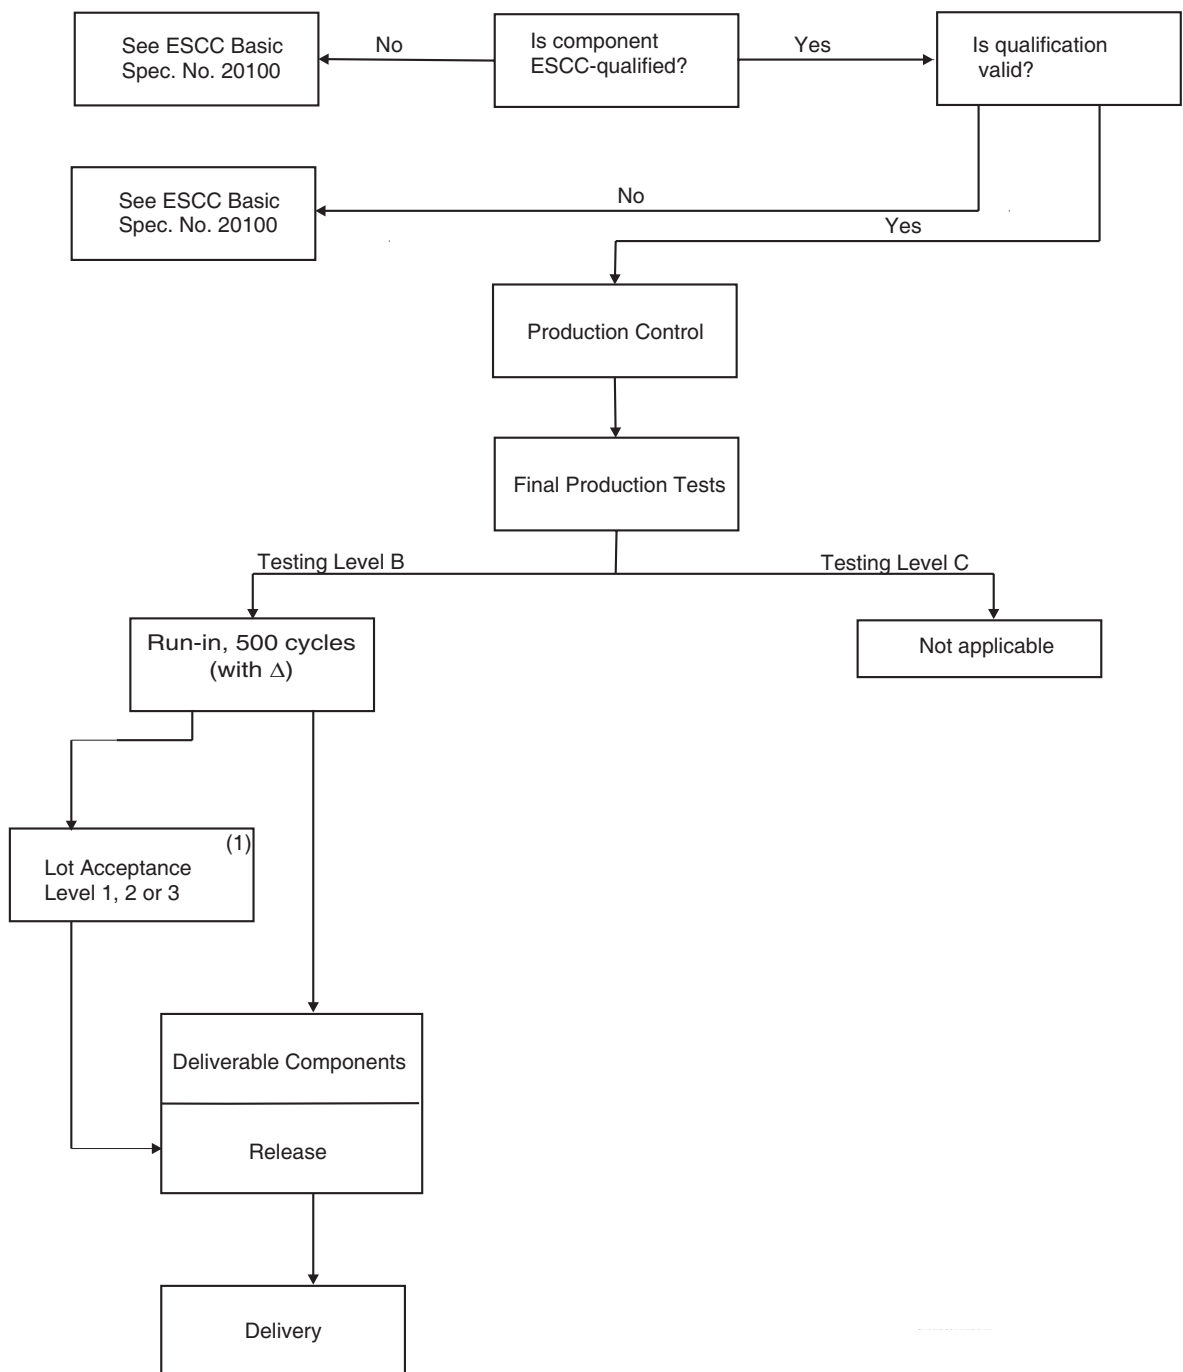 See ESCC Basic
Spec. No. 20100
No
Is component
ESCC-qualified?
Yes
Is qualification
valid?
See ESCC Basic
Spec. No. 20100
No
Yes
Production Control
Final Production Tests
Testing Level B
Testing Level C
Run-in, 500 cycles
(with Δ)
Not applicable
(1)
Lot Acceptance
Level 1, 2 or 3
Deliverable Components
Release
Delivery